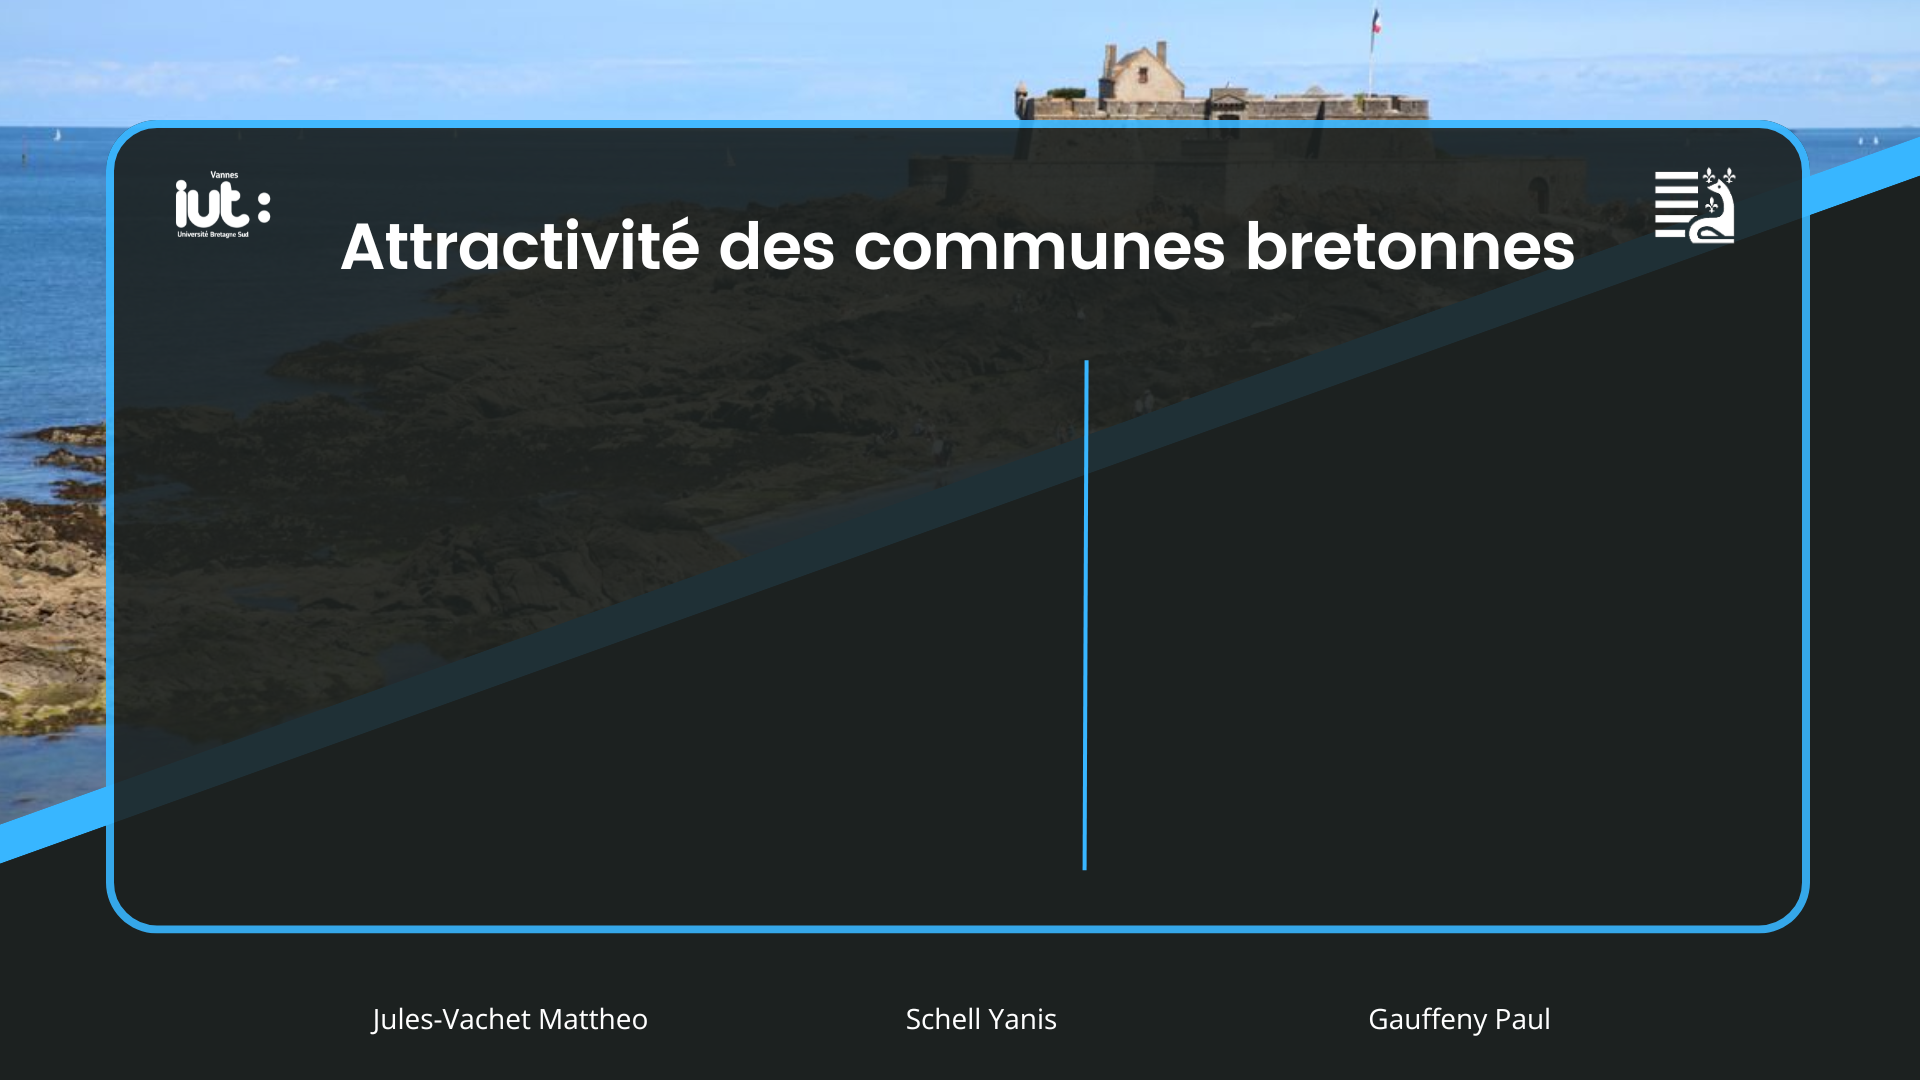 Vannes
iut:
Université Bretagne Sud
Attractivité des communes bretonnes
Jules-Vachet Mattheo
Schell Yanis
Gauffeny Paul